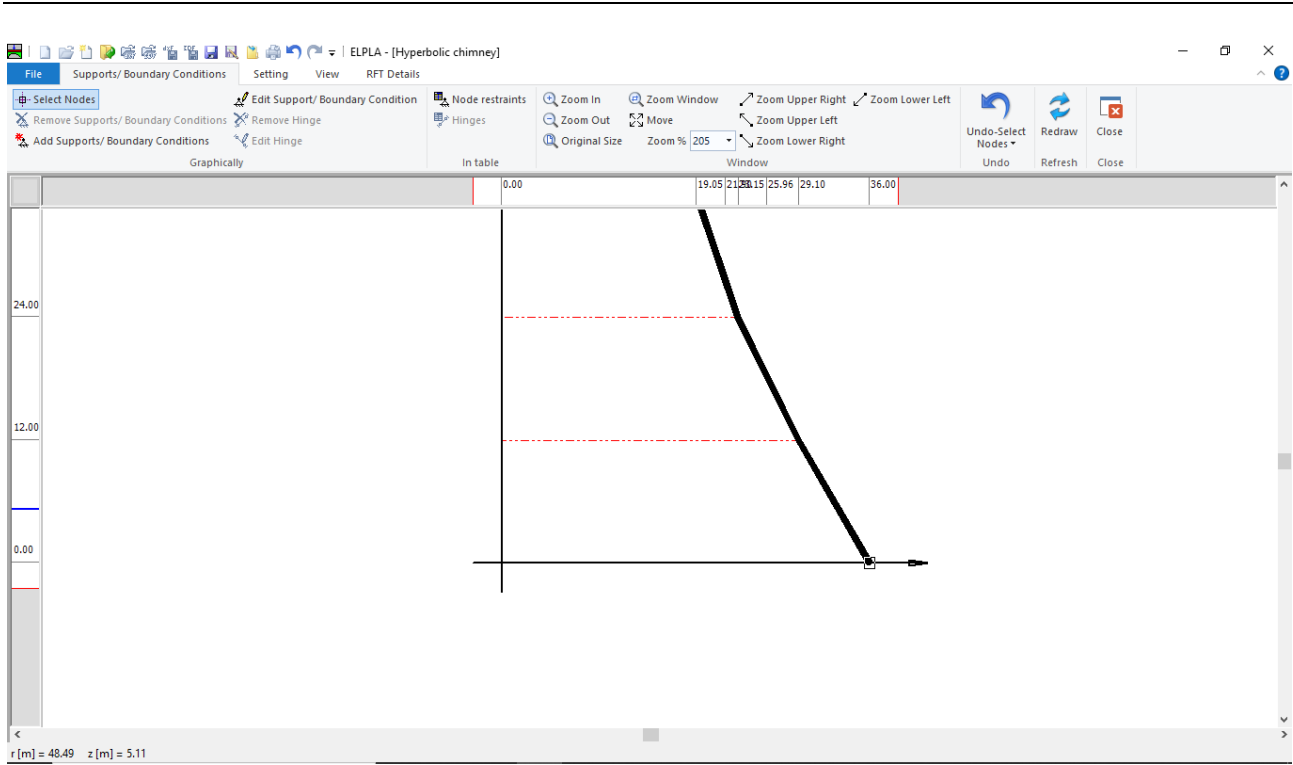 ELPLA - [Hyperbolic chimney]
File Supports/ Boundary Conditions Setting View RFT Details
Select Nodes Edit Support/ Boundary Condition Node restraints Zoom In Zoom Window Zoom Upper Right Zoom Lower Left
Remove Supports/ Boundary Conditions Remove Hinge Hinges Zoom Out Move Zoom Upper Left
Add Supports/ Boundary Conditions Edit Hinge Original Size Zoom % 205 Zoom Lower Right
Undo-Select Nodes Redraw Close
Graphically In table Window Undo Refresh Close
0.00 19.05 25.96 29.10 36.00
24.00
12.00
0.00
r [m] = 48.49 z [m] = 5.11